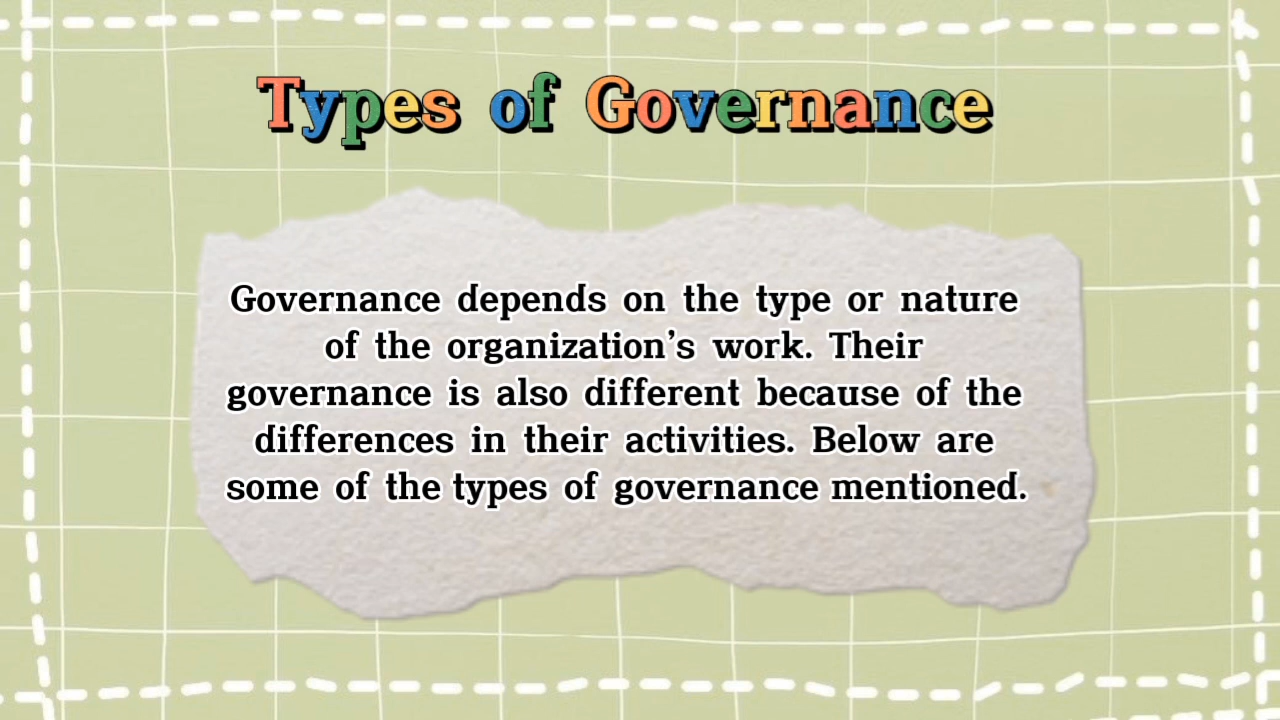 Types of Governance
Governance depends on the type or nature
of the organization's work. Their
governance is also different because of the
differences in their activities. Below are
some of the types of governance mentioned.